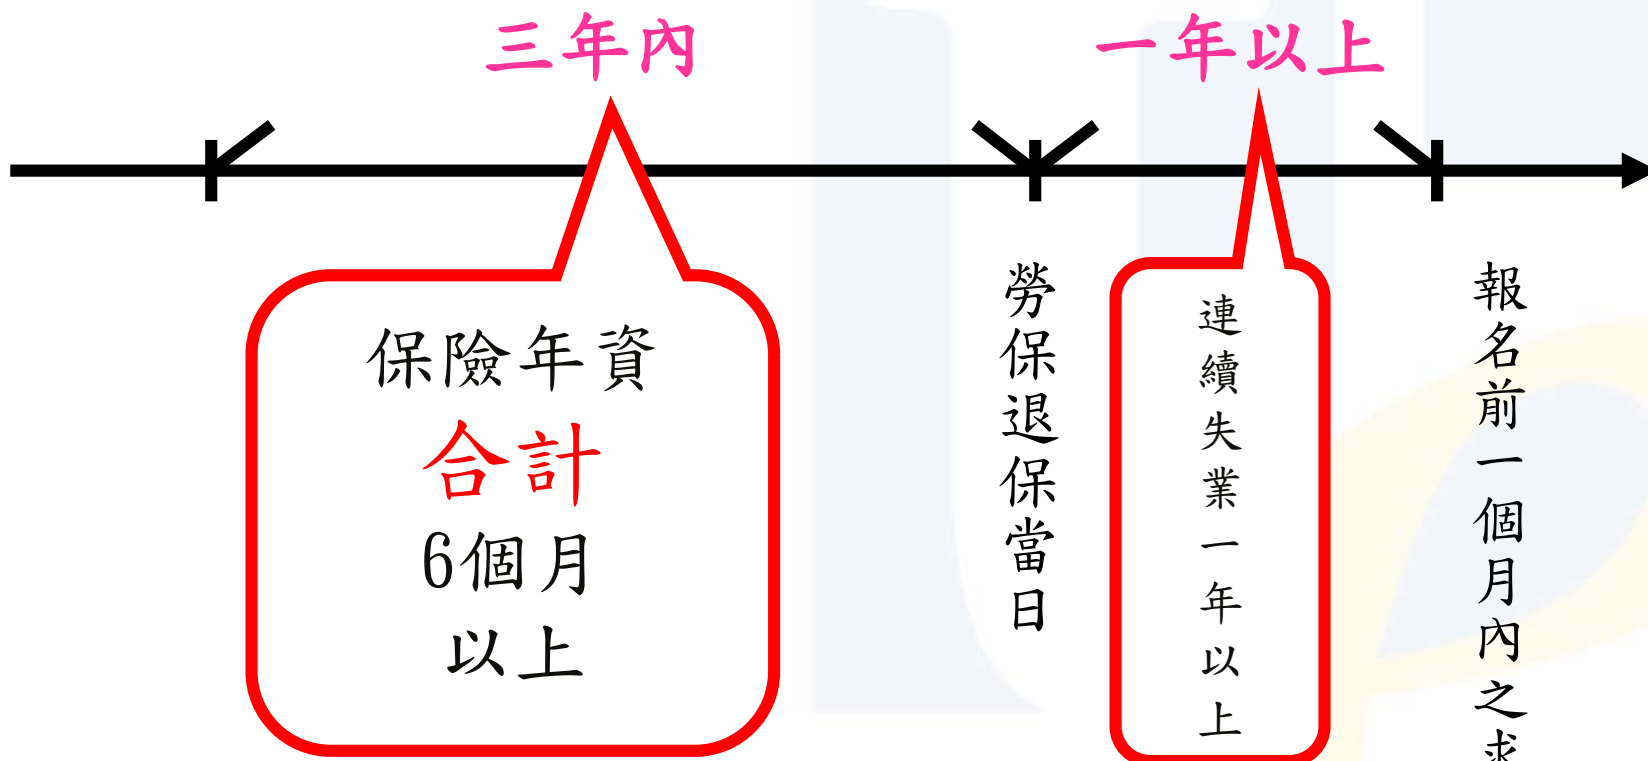 三年內
一年以上
保險年資
合計
6個月
以上
勞保退保當日
連續失業一年以上
報名前一個月內之求